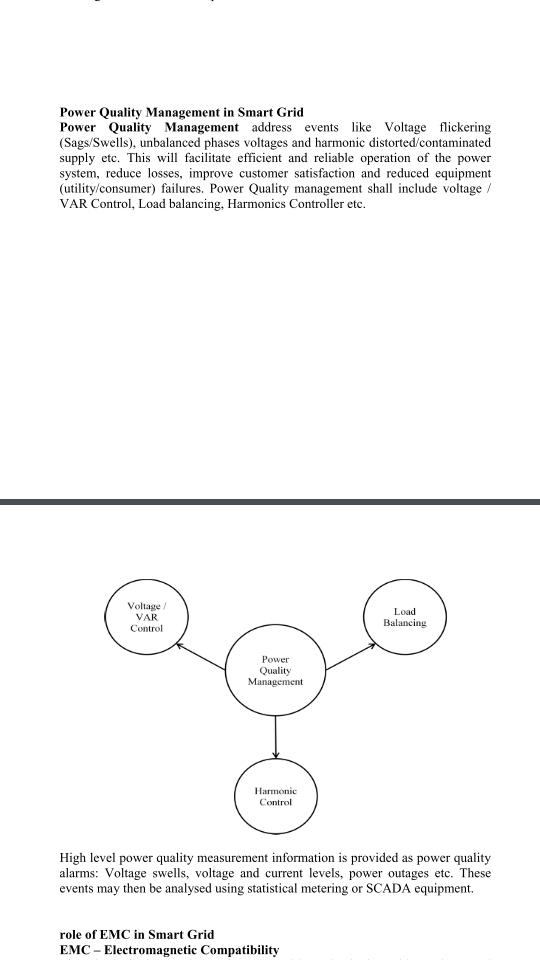 Power Quality Management in Smart Grid
Power Quality Management address events like Voltage flickering
(Sags/Swells), unbalanced phases voltages and harmonic distorted/contaminated
supply etc. This will facilitate efficient and reliable operation of the power
system, reduce losses, improve customer satisfaction and reduced equipment
(utility/consumer) failures. Power Quality management shall include voltage /
VAR Control, Load balancing, Harmonics Controller etc.
Voltage /
VAR
Control
Load
Balancing
Power
Quality
Management
Harmonic
Control
High level power quality measurement information is provided as power quality
alarms: Voltage swells, voltage and current levels, power outages etc. These
events may then be analysed using statistical metering or SCADA equipment.
role of EMC in Smart Grid
EMC – Electromagnetic Compatibility